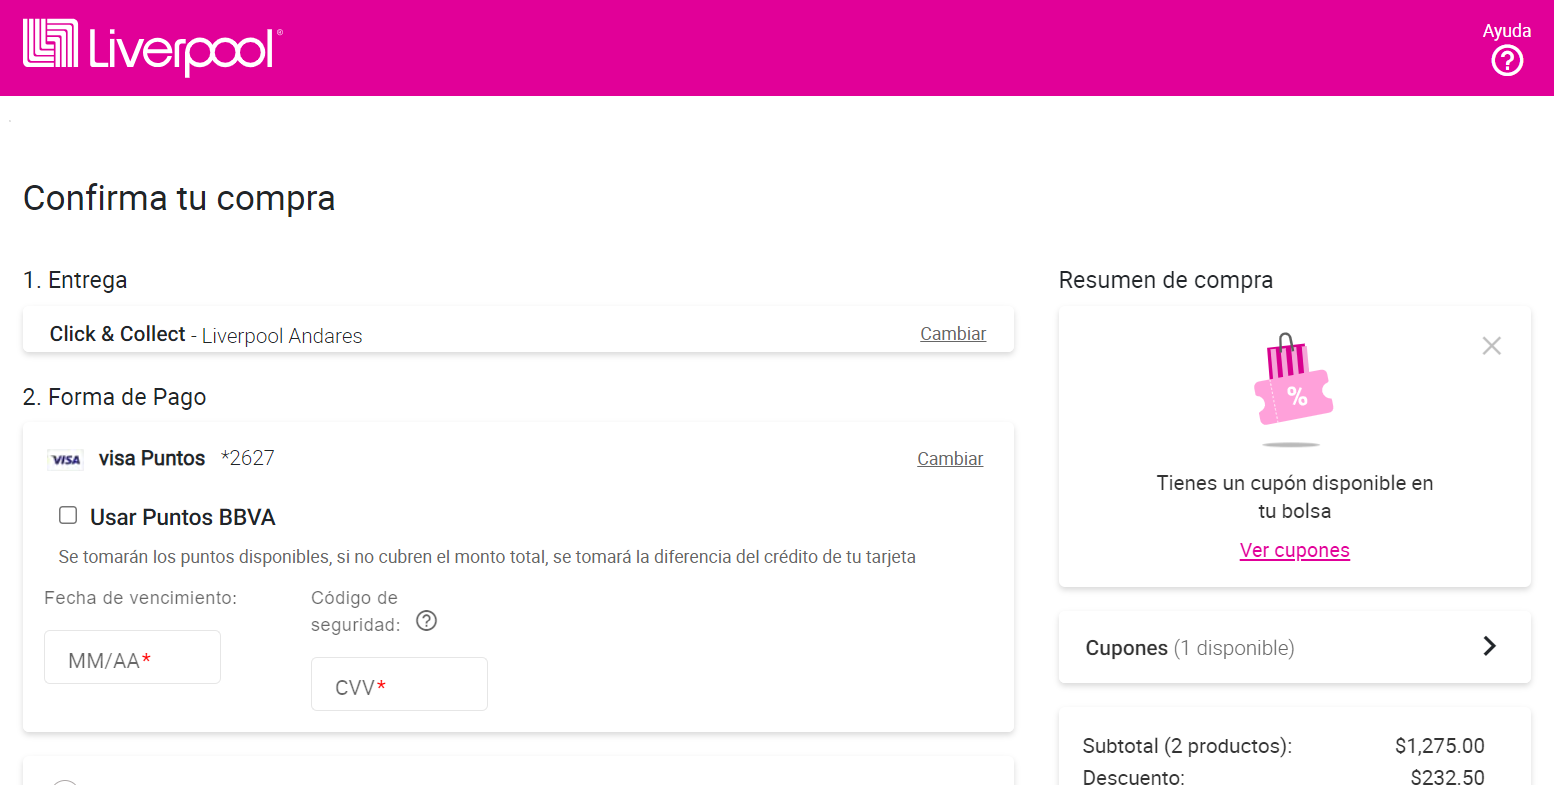 Liverpool®
Ayuda
?
Confirma tu compra
1. Entrega
Click & Collect - Liverpool Andares
Cambiar
2. Forma de Pago
VISA visa Puntos *2627
Cambiar
Usar Puntos BBVA
Se tomarán los puntos disponibles, si no cubren el monto total, se tomará la diferencia del crédito de tu tarjeta
Fecha de vencimiento:
MM/AA*
Código de
seguridad: ?
CVV*
Resumen de compra
%
Tienes un cupón disponible en
tu bolsa
Ver cupones
Cupones (1 disponible)
Subtotal (2 productos): $1,275.00
Descuento: $232.50